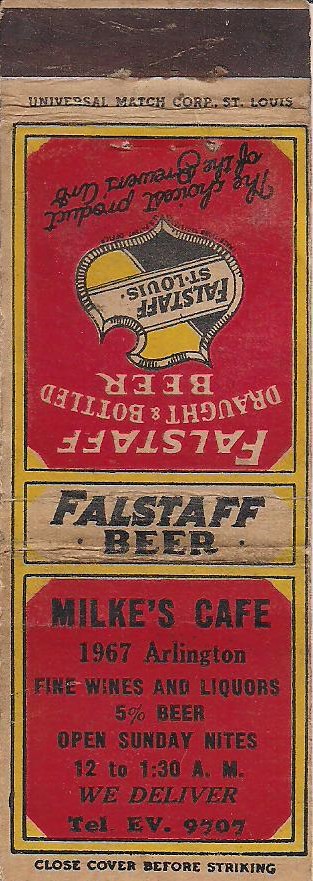 UNIVERSAL MATCH CORP., ST. LOUIS
The choicest product
of the Brewers Art
FALSTAFF
ST. LOUIS.
FALSTAFF
DRAUGHT & BOTTLED
BEER
FALSTAFF
· BEER ·
MILKE'S CAFE
1967 Arlington
FINE WINES AND LIQUORS
5% BEER
OPEN SUNDAY NITES
12 to 1:30 A. M.
WE DELIVER
Tel EV. 9707
CLOSE COVER BEFORE STRIKING